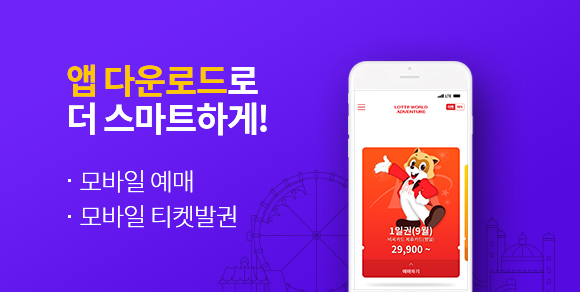 앱 다운로드로
더 스마트하게!
· 모바일 예매
· 모바일 티켓발권
LTE
LOTTE WORLD
ADVENTURE
1일권(9월)
29,900 ~
예매하기